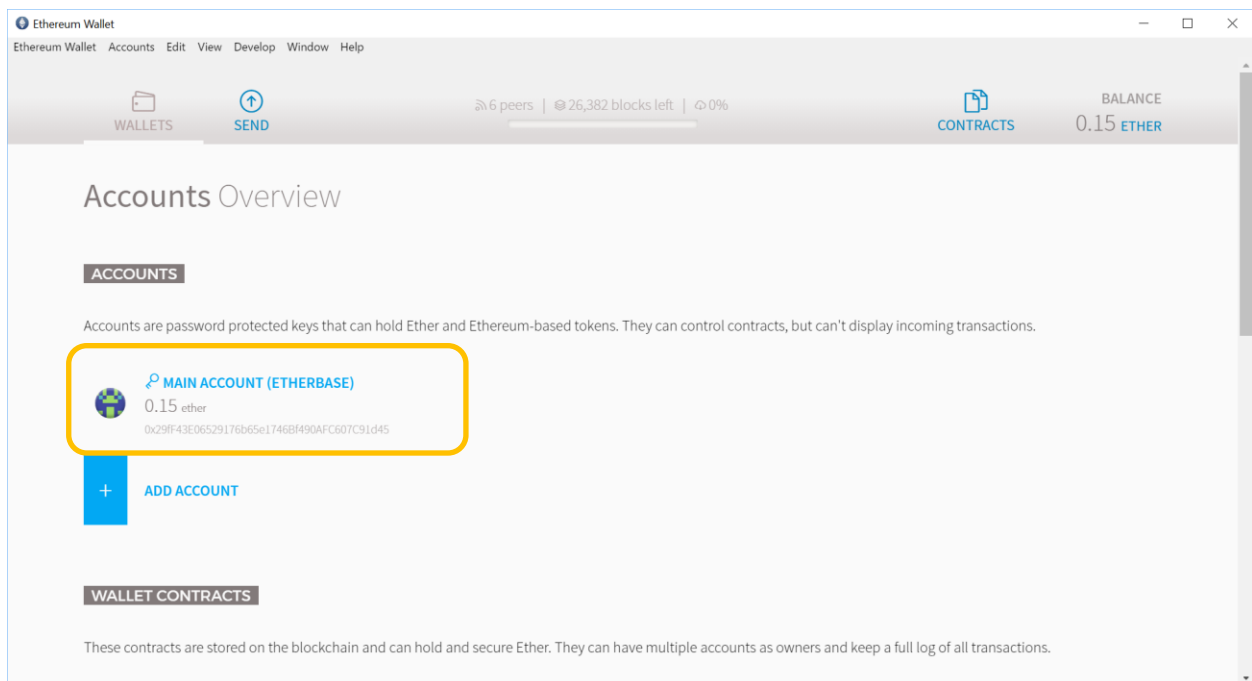 Ethereum Wallet
Ethereum Wallet Accounts Edit View Develop Window Help
WALLETS
SEND
6 peers | 26,382 blocks left | 0%
CONTRACTS
BALANCE
0.15 ETHER
Accounts Overview
ACCOUNTS
Accounts are password protected keys that can hold Ether and Ethereum-based tokens. They can control contracts, but can't display incoming transactions.
MAIN ACCOUNT (ETHERBASE)
0.15 ether
0x29fF43E06529176b65e1746Bf490AFC607C91d45
+ ADD ACCOUNT
WALLET CONTRACTS
These contracts are stored on the blockchain and can hold and secure Ether. They can have multiple accounts as owners and keep a full log of all transactions.